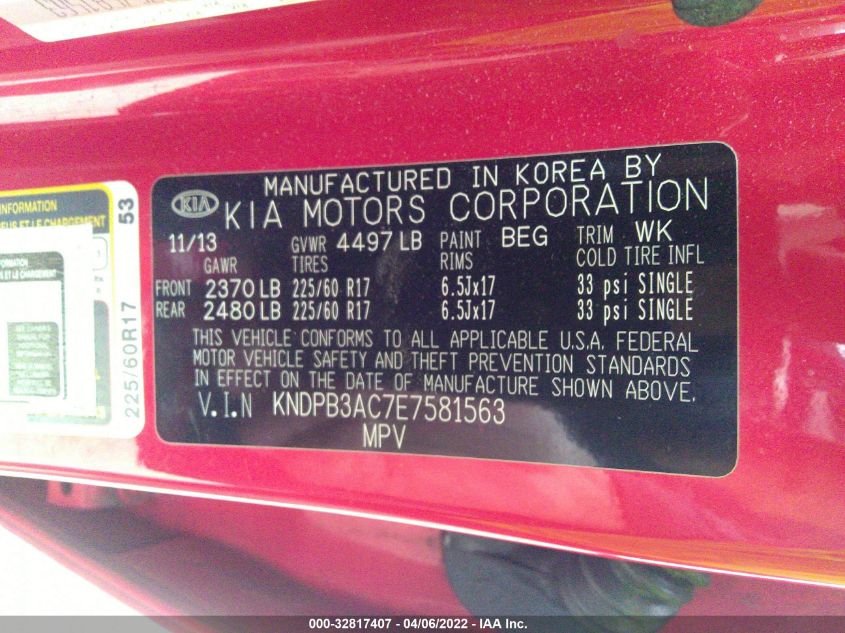 MANUFACTURED IN KOREA BY
KIA KIA MOTORS CORPORATION
11/13 GVWR 4497 LB PAINT BEG TRIM WK
GAWR TIRES RIMS COLD TIRE INFL
FRONT 2370 LB 225/60 R17 6.5Jx17 33 psi SINGLE
REAR 2480 LB 225/60 R17 6.5Jx17 33 psi SINGLE
THIS VEHICLE CONFORMS TO ALL APPLICABLE U.S.A. FEDERAL
MOTOR VEHICLE SAFETY AND THEFT PREVENTION STANDARDS
IN EFFECT ON THE DATE OF MANUFACTURE SHOWN ABOVE.
V.I.N KNDPB3AC7E7581563
MPV
INFORMATION
EUS ET LE CHARGEMENT
53
225/60R17
000-32817407 - 04/06/2022 - IAA Inc.